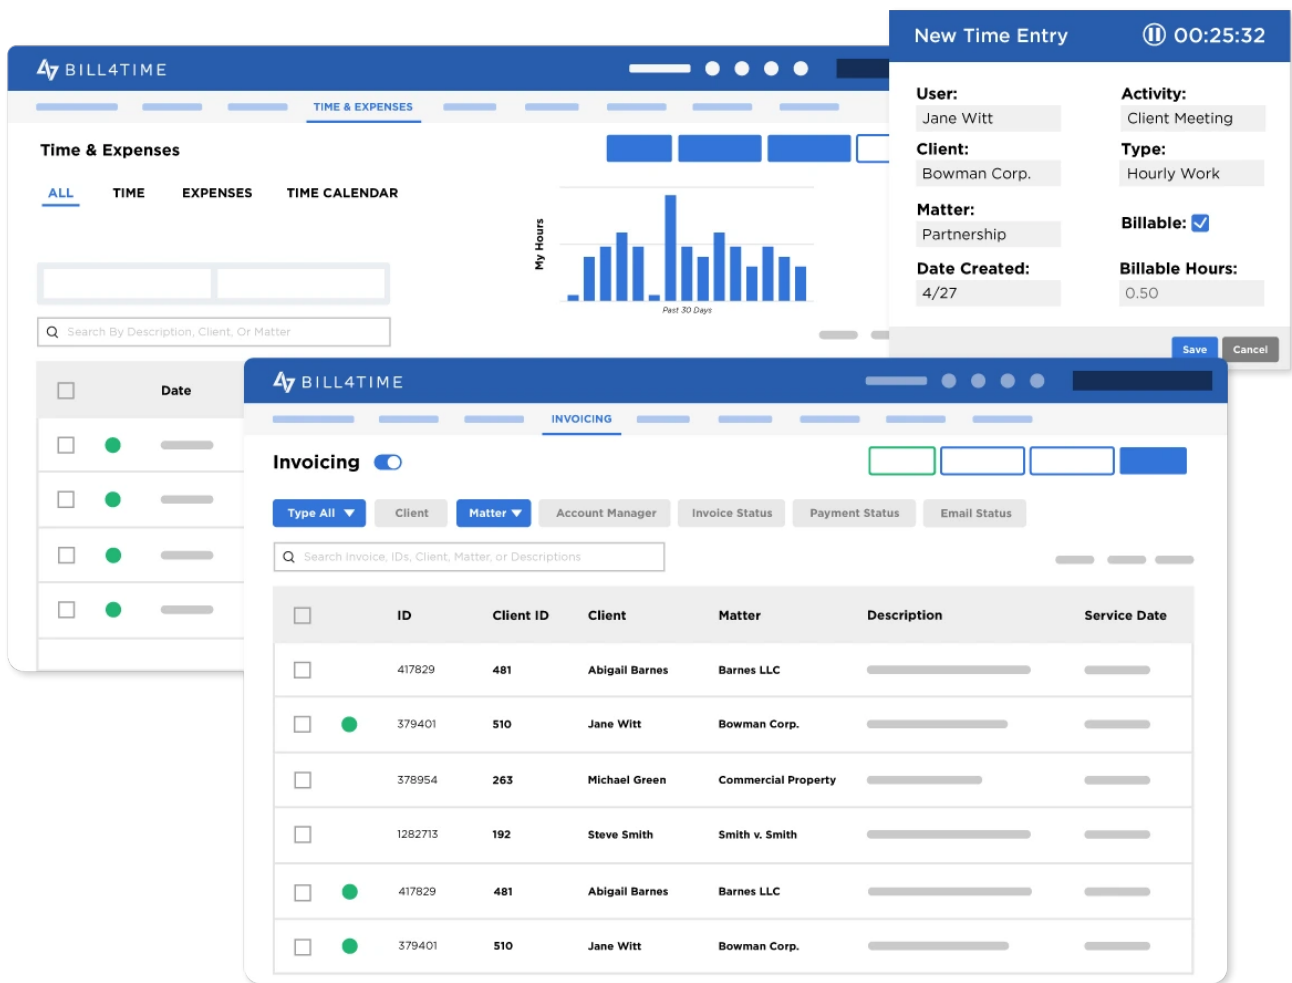 New Time Entry 00:25:32
User: Activity:
Jane Witt Client Meeting
Client: Type:
Bowman Corp. Hourly Work
Matter:
Partnership
Billable:
Date Created: Billable Hours:
4/27 0.50
Save Cancel
BILL4TIME
TIME & EXPENSES
Time & Expenses
ALL TIME EXPENSES TIME CALENDAR
My Hours
Past 30 Days
Search By Description, Client, Or Matter
Date
BILL4TIME
INVOICING
Invoicing
Type All Client Matter Account Manager Invoice Status Payment Status Email Status
Search Invoice, IDs, Client, Matter, or Descriptions
ID Client ID Client Matter Description Service Date
417829 481 Abigail Barnes Barnes LLC
379401 510 Jane Witt Bowman Corp.
378954 263 Michael Green Commercial Property
1282713 192 Steve Smith Smith v. Smith
417829 481 Abigail Barnes Barnes LLC
379401 510 Jane Witt Bowman Corp.